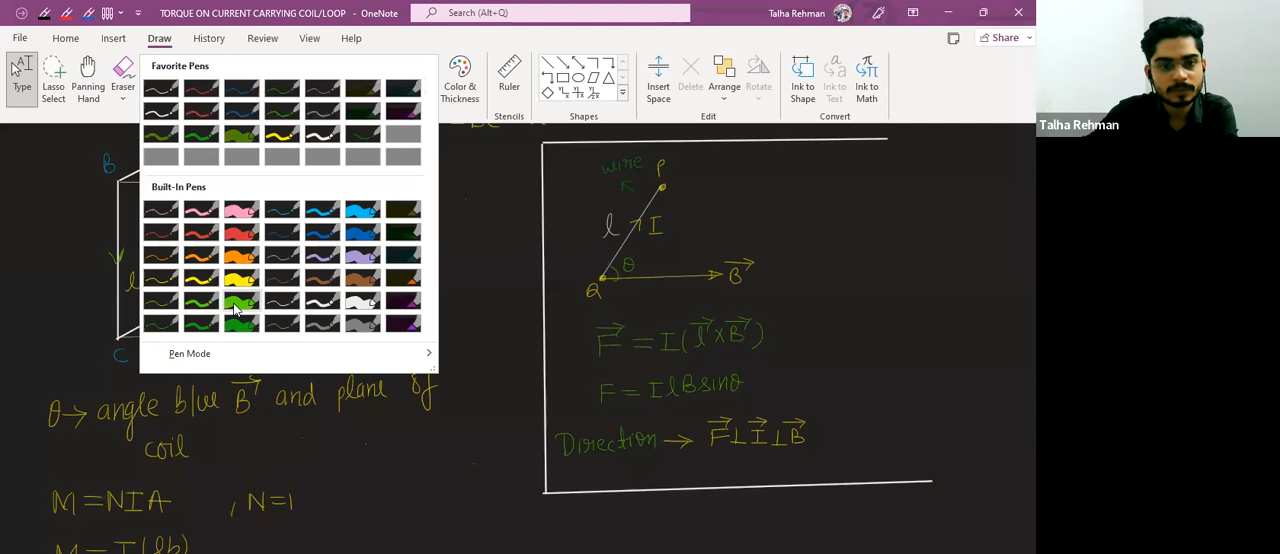 TORQUE ON CURRENT CARRYING COIL/LOOP - OneNote
Search (Alt+Q)
Talha Rehman
File Home Insert Draw History Review View Help
Share
Type
Lasso Select
Panning Hand
Eraser
Favorite Pens
Built-In Pens
Pen Mode
Color & Thickness
Ruler
Stencils
Shapes
Insert Space
Delete
Arrange
Rotate
Edit
Ink to Shape
Ink to Text
Ink to Math
Convert
Talha Rehman
B
l
C
θ → angle b/w B⃗ and plane of
coil
M = NIA , N=1
M = I(lb)
wire
P
l I
θ
Q B⃗
F⃗ = I(l⃗ × B⃗)
F = I l B sinθ
Direction → F⃗ ⊥ I⃗ ⊥ B⃗